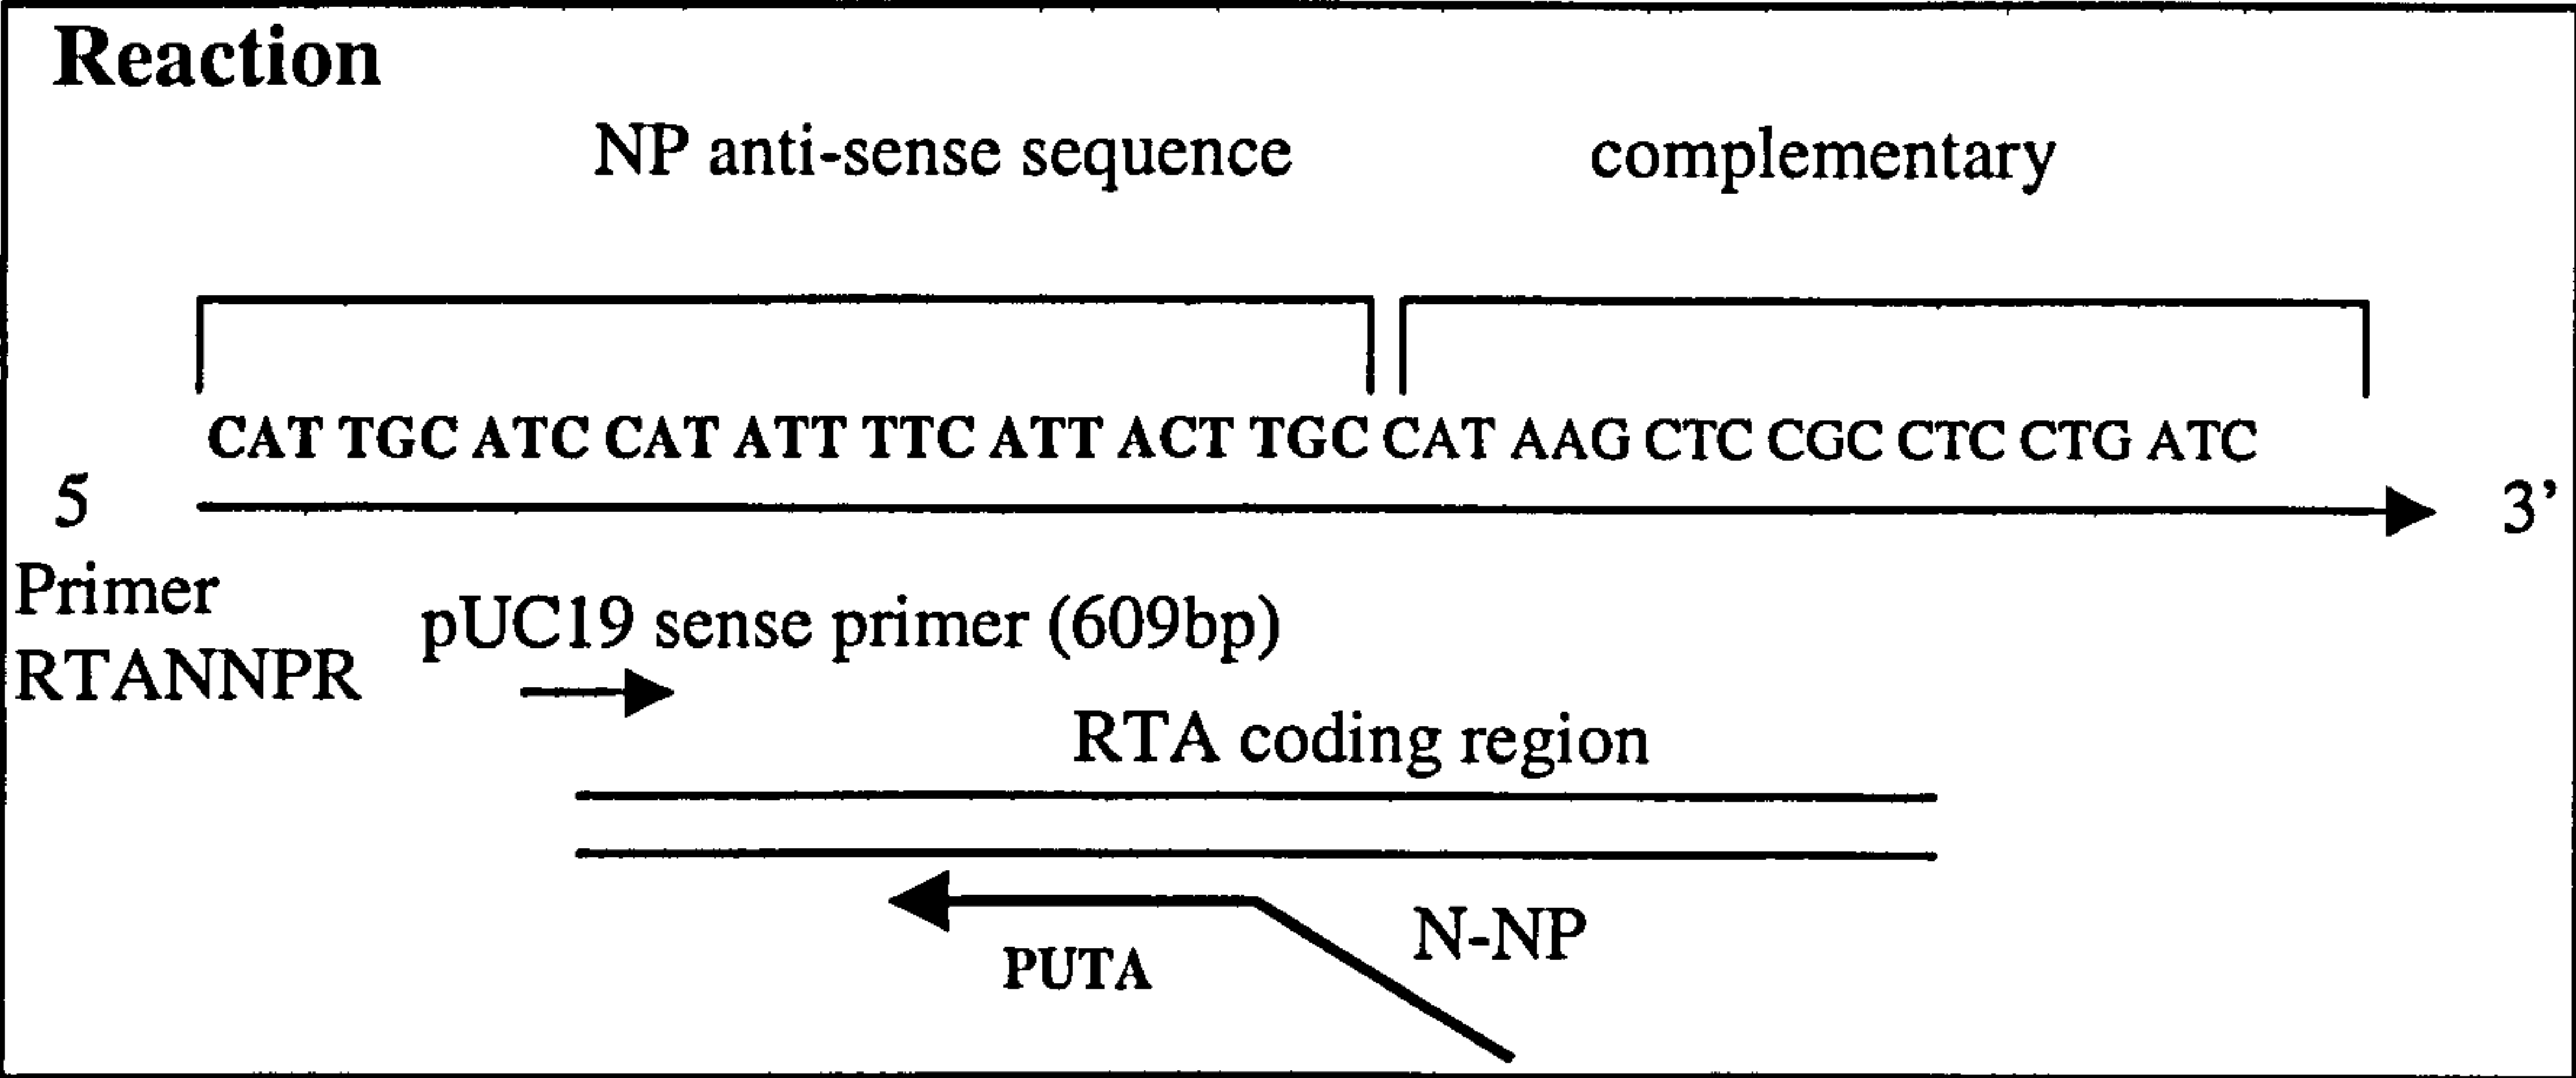 Reaction
NP anti-sense sequence complementary
CAT TGC ATC CAT ATT TTC ATT ACT TGC CAT AAG CTC CGC CTC CTG ATC
5 3’
Primer
RTANNPR
pUC19 sense primer (609bp)
RTA coding region
N-NP
PUTA